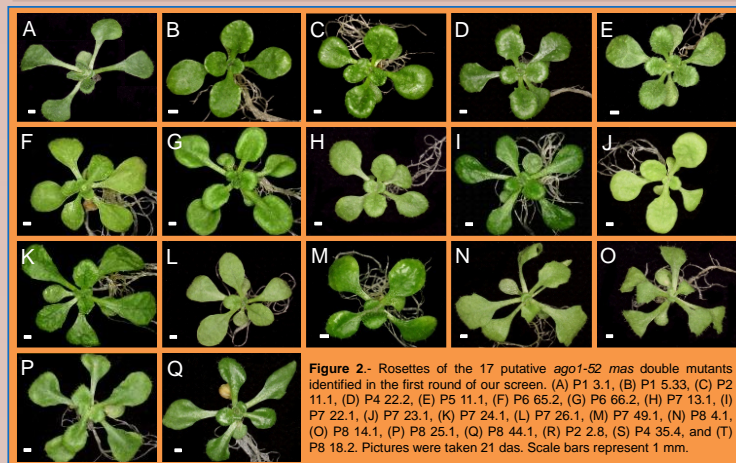 A B C D E
F G H I J
K L M N O
P Q
Figure 2.- Rosettes of the 17 putative ago1-52 mas double mutants
identified in the first round of our screen. (A) P1 3.1, (B) P1 5.33, (C) P2
11.1, (D) P4 22.2, (E) P5 11.1, (F) P6 65.2, (G) P6 66.2, (H) P7 13.1, (I)
P7 22.1, (J) P7 23.1, (K) P7 24.1, (L) P7 26.1, (M) P7 49.1, (N) P8 4.1,
(O) P8 14.1, (P) P8 25.1, (Q) P8 44.1, (R) P2 2.8, (S) P4 35.4, and (T)
P8 18.2. Pictures were taken 21 das. Scale bars represent 1 mm.